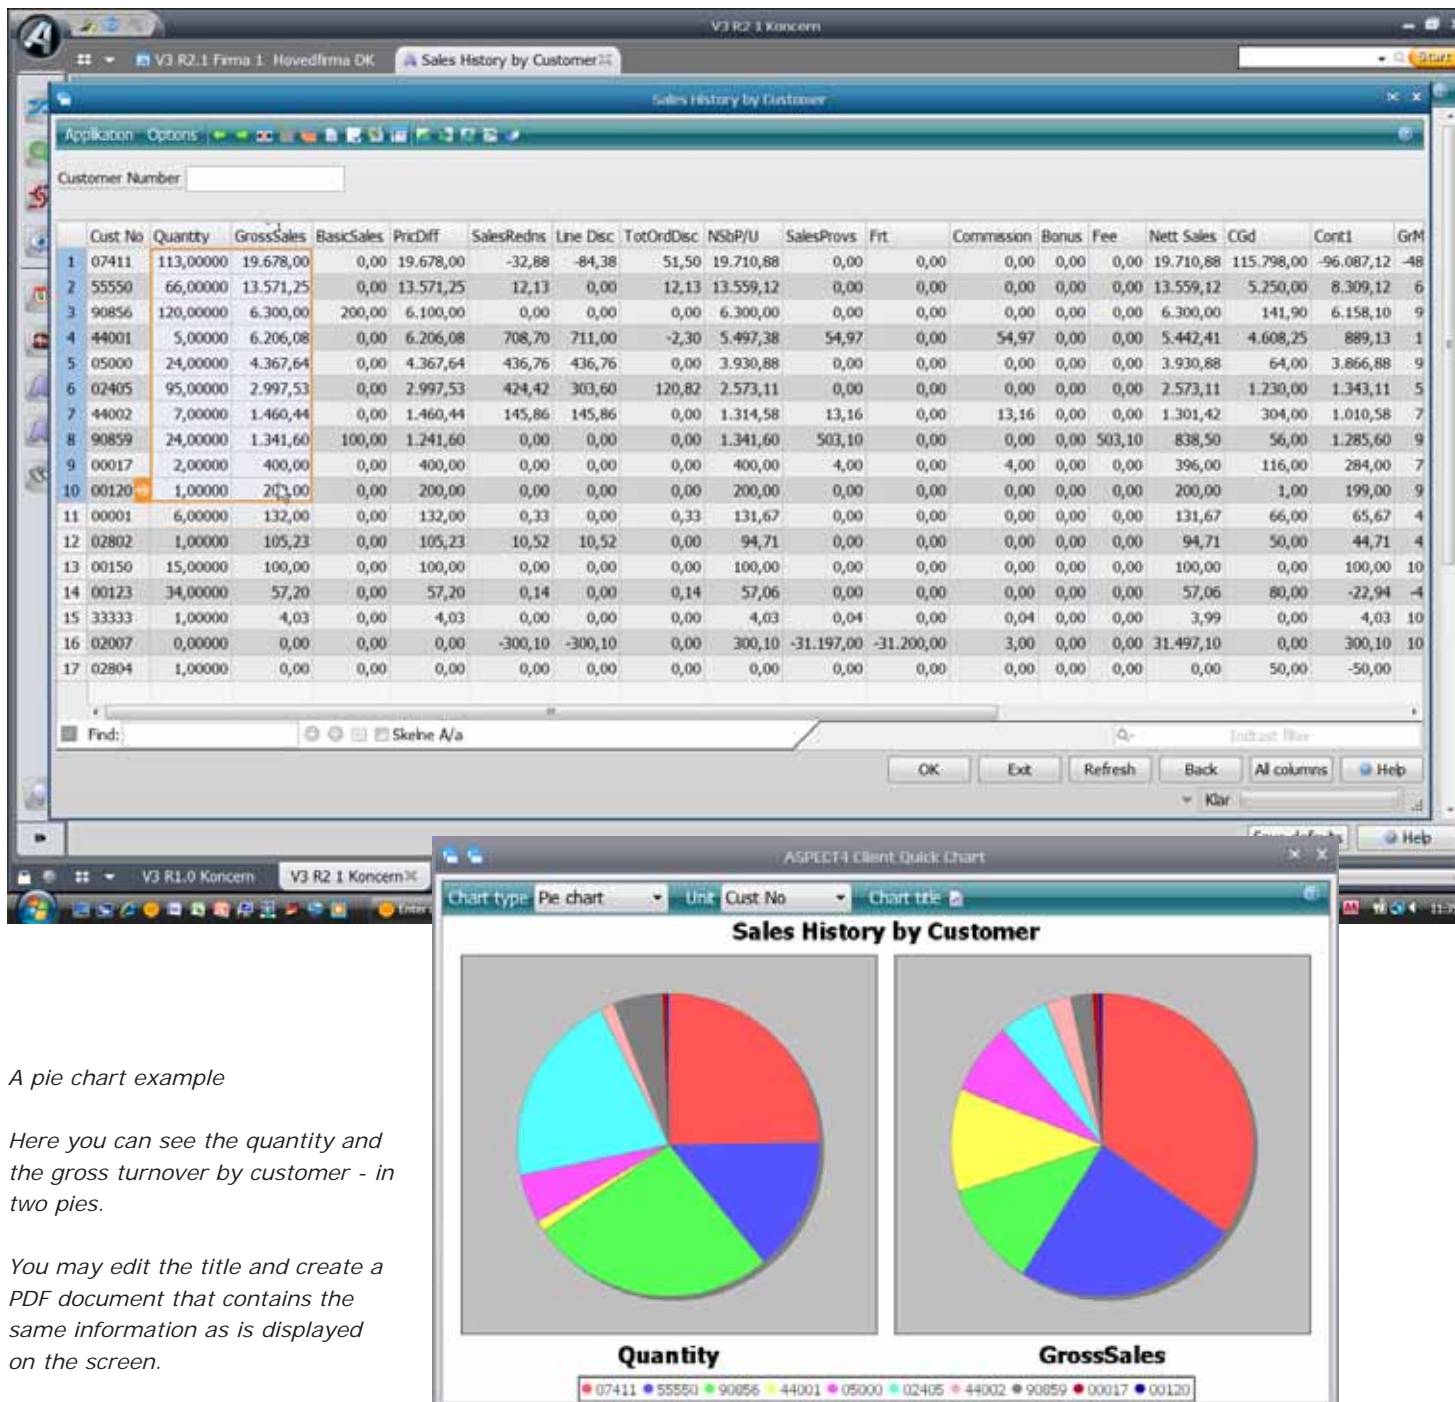 V3 R2 1 Koncern
V3 R2.1 Firma 1 Hovedfirma DK Sales History by Customer Start
Sales History by Customer
Applikation Options
Customer Number
Cust No Quantity GrossSales BasicSales PricDiff SalesRedns Line Disc TotOrdDisc NSbP/U SalesProvs Frt Commission Bonus Fee Nett Sales CGd Cont1 GrM
1 07411 113,00000 19.678,00 0,00 19.678,00 -32,88 -84,38 51,50 19.710,88 0,00 0,00 0,00 0,00 0,00 19.710,88 115.798,00 -96.087,12 -48
2 55550 66,00000 13.571,25 0,00 13.571,25 12,13 0,00 12,13 13.559,12 0,00 0,00 0,00 0,00 0,00 13.559,12 5.250,00 8.309,12 6
3 90856 120,00000 6.300,00 200,00 6.100,00 0,00 0,00 0,00 6.300,00 0,00 0,00 0,00 0,00 0,00 6.300,00 141,90 6.158,10 9
4 44001 5,00000 6.206,08 0,00 6.206,08 708,70 711,00 -2,30 5.497,38 54,97 0,00 54,97 0,00 0,00 5.442,41 4.608,25 889,13 1
5 05000 24,00000 4.367,64 0,00 4.367,64 436,76 436,76 0,00 3.930,88 0,00 0,00 0,00 0,00 0,00 3.930,88 64,00 3.866,88 9
6 02405 95,00000 2.997,53 0,00 2.997,53 424,42 303,60 120,82 2.573,11 0,00 0,00 0,00 0,00 0,00 2.573,11 1.230,00 1.343,11 5
7 44002 7,00000 1.460,44 0,00 1.460,44 145,86 145,86 0,00 1.314,58 13,16 0,00 13,16 0,00 0,00 1.301,42 304,00 1.010,58 7
8 90859 24,00000 1.341,60 100,00 1.241,60 0,00 0,00 0,00 1.341,60 503,10 0,00 0,00 0,00 503,10 838,50 56,00 1.285,60 9
9 00017 2,00000 400,00 0,00 400,00 0,00 0,00 0,00 400,00 4,00 0,00 4,00 0,00 0,00 396,00 116,00 284,00 7
10 00120 1,00000 200,00 0,00 200,00 0,00 0,00 0,00 200,00 0,00 0,00 0,00 0,00 0,00 200,00 1,00 199,00 9
11 00001 6,00000 132,00 0,00 132,00 0,33 0,00 0,33 131,67 0,00 0,00 0,00 0,00 0,00 131,67 66,00 65,67 4
12 02802 1,00000 105,23 0,00 105,23 10,52 10,52 0,00 94,71 0,00 0,00 0,00 0,00 0,00 94,71 50,00 44,71 4
13 00150 15,00000 100,00 0,00 100,00 0,00 0,00 0,00 100,00 0,00 0,00 0,00 0,00 0,00 100,00 0,00 100,00 10
14 00123 34,00000 57,20 0,00 57,20 0,14 0,00 0,14 57,06 0,00 0,00 0,00 0,00 0,00 57,06 80,00 -22,94 -4
15 33333 1,00000 4,03 0,00 4,03 0,00 0,00 0,00 4,03 0,04 0,00 0,04 0,00 0,00 3,99 0,00 4,03 10
16 02007 0,00000 0,00 0,00 0,00 -300,10 -300,10 0,00 300,10 -31.197,00 -31.200,00 3,00 0,00 0,00 31.497,10 0,00 300,10 10
17 02804 1,00000 0,00 0,00 0,00 0,00 0,00 0,00 0,00 0,00 0,00 0,00 0,00 0,00 0,00 50,00 -50,00
Find: Skelne A/a Indtast filter
OK Exit Refresh Back All columns Help
Klar
Help
V3 R1.0 Koncern V3 R2 1 Koncern
ASPECT4 Client Quick Chart
Chart type Pie chart Unit Cust No Chart title
Sales History by Customer
A pie chart example
Here you can see the quantity and
the gross turnover by customer - in
two pies.
You may edit the title and create a
PDF document that contains the
same information as is displayed
on the screen.
Quantity GrossSales
07411 55550 90856 44001 05000 02405 44002 90859 00017 00120